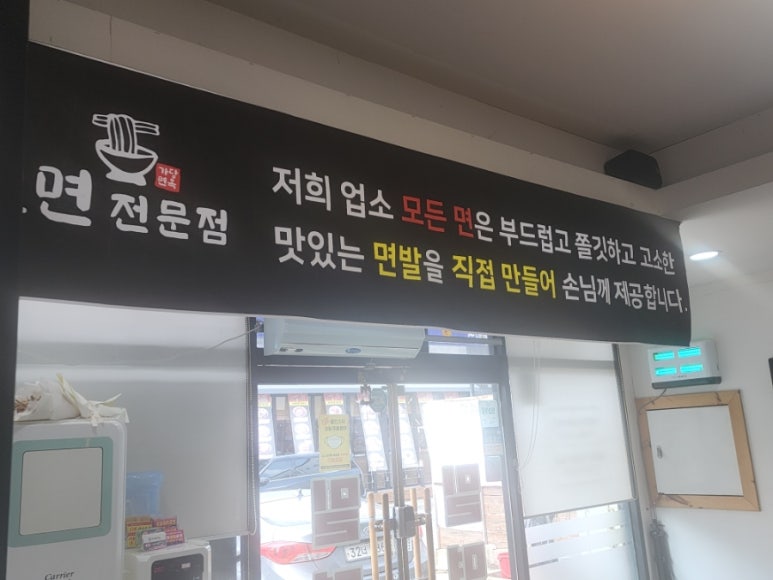 가담
면옥
면 전문점
저희 업소 모든 면은 부드럽고 쫄깃하고 고소한
맛있는 면발을 직접 만들어 손님께 제공합니다.
Carrier